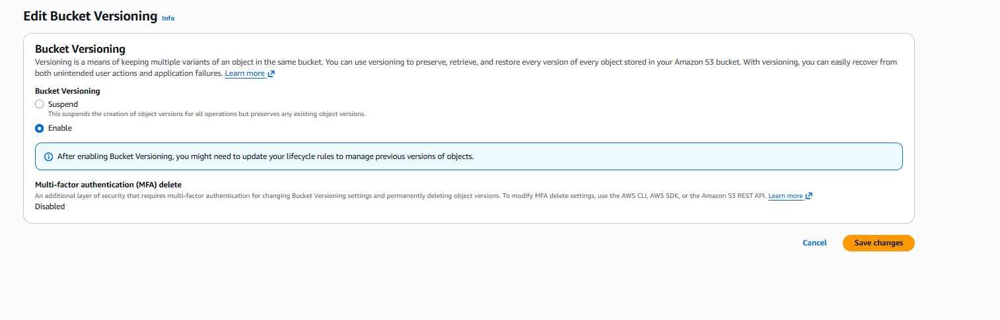 Edit Bucket Versioning Info
Bucket Versioning
Versioning is a means of keeping multiple variants of an object in the same bucket. You can use versioning to preserve, retrieve, and restore every version of every object stored in your Amazon S3 bucket. With versioning, you can easily recover from
both unintended user actions and application failures. Learn more
Bucket Versioning
Suspend
This suspends the creation of object versions for all operations but preserves any existing object versions.
Enable
After enabling Bucket Versioning, you might need to update your lifecycle rules to manage previous versions of objects.
Multi-factor authentication (MFA) delete
An additional layer of security that requires multi-factor authentication for changing Bucket Versioning settings and permanently deleting object versions. To modify MFA delete settings, use the AWS CLI, AWS SDK, or the Amazon S3 REST API. Learn more
Disabled
Cancel Save changes